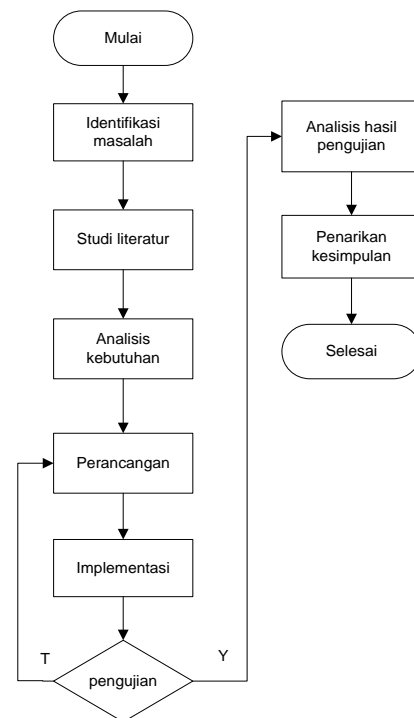 Mulai
Identifikasi
masalah
Studi literatur
Analisis
kebutuhan
Perancangan
Implementasi
T
Y
pengujian
Analisis hasil
pengujian
Penarikan
kesimpulan
Selesai